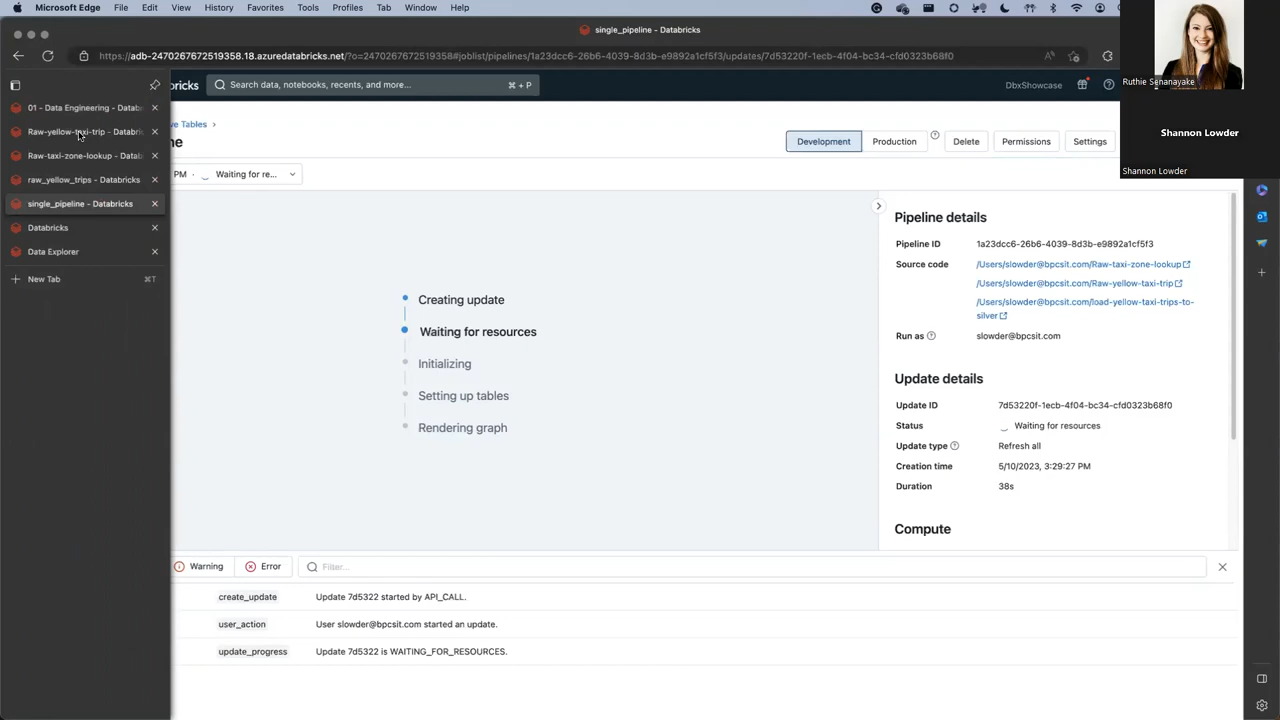 Microsoft Edge File Edit View History Favorites Tools Profiles Tab Window Help
single_pipeline - Databricks
https://adb-2470267672519358.18.azuredatabricks.net/?o=2470267672519358#joblist/pipelines/1a23dcc6-26b6-4039-8d3b-e9892a1cf5f3/updates/7d53220f-1ecb-4f04-bc34-cfd0323b68f0
Ruthie Senanayake
Shannon Lowder
Shannon Lowder
ricks
Search data, notebooks, recents, and more...
⌘ + P
DbxShowcase
01 - Data Engineering - Datab
Raw-yellow-taxi-trip - Databric
Raw-taxi-zone-lookup - Datab
raw_yellow_trips - Databricks
single_pipeline - Databricks
Databricks
Data Explorer
New Tab ⌘T
ve Tables ›
ne
Development Production Delete Permissions Settings
PM · Waiting for re...
Creating update
Waiting for resources
Initializing
Setting up tables
Rendering graph
Pipeline details
Pipeline ID 1a23dcc6-26b6-4039-8d3b-e9892a1cf5f3
Source code /Users/slowder@bpcsit.com/Raw-taxi-zone-lookup
/Users/slowder@bpcsit.com/Raw-yellow-taxi-trip
/Users/slowder@bpcsit.com/load-yellow-taxi-trips-to-
silver
Run as slowder@bpcsit.com
Update details
Update ID 7d53220f-1ecb-4f04-bc34-cfd0323b68f0
Status Waiting for resources
Update type Refresh all
Creation time 5/10/2023, 3:29:27 PM
Duration 38s
Compute
Warning Error Filter...
create_update Update 7d5322 started by API_CALL.
user_action User slowder@bpcsit.com started an update.
update_progress Update 7d5322 is WAITING_FOR_RESOURCES.